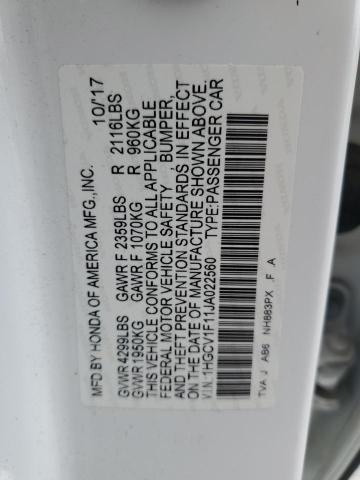 MFD BY HONDA OF AMERICA MFG.,INC. 10/'17
GVWR 4299LBS GAWR F 2359LBS R 2116LBS
GVWR 1950KG GAWR F 1070KG R 960KG
THIS VEHICLE CONFORMS TO ALL APPLICABLE
FEDERAL MOTOR VEHICLE SAFETY , BUMPER,
AND THEFT PREVENTION STANDARDS IN EFFECT
ON THE DATE OF MANUFACTURE SHOWN ABOVE.
V.I.N.:1HGCV1F11JA022560 TYPE:PASSENGER CAR
TVA J A86 NH883PX .F A